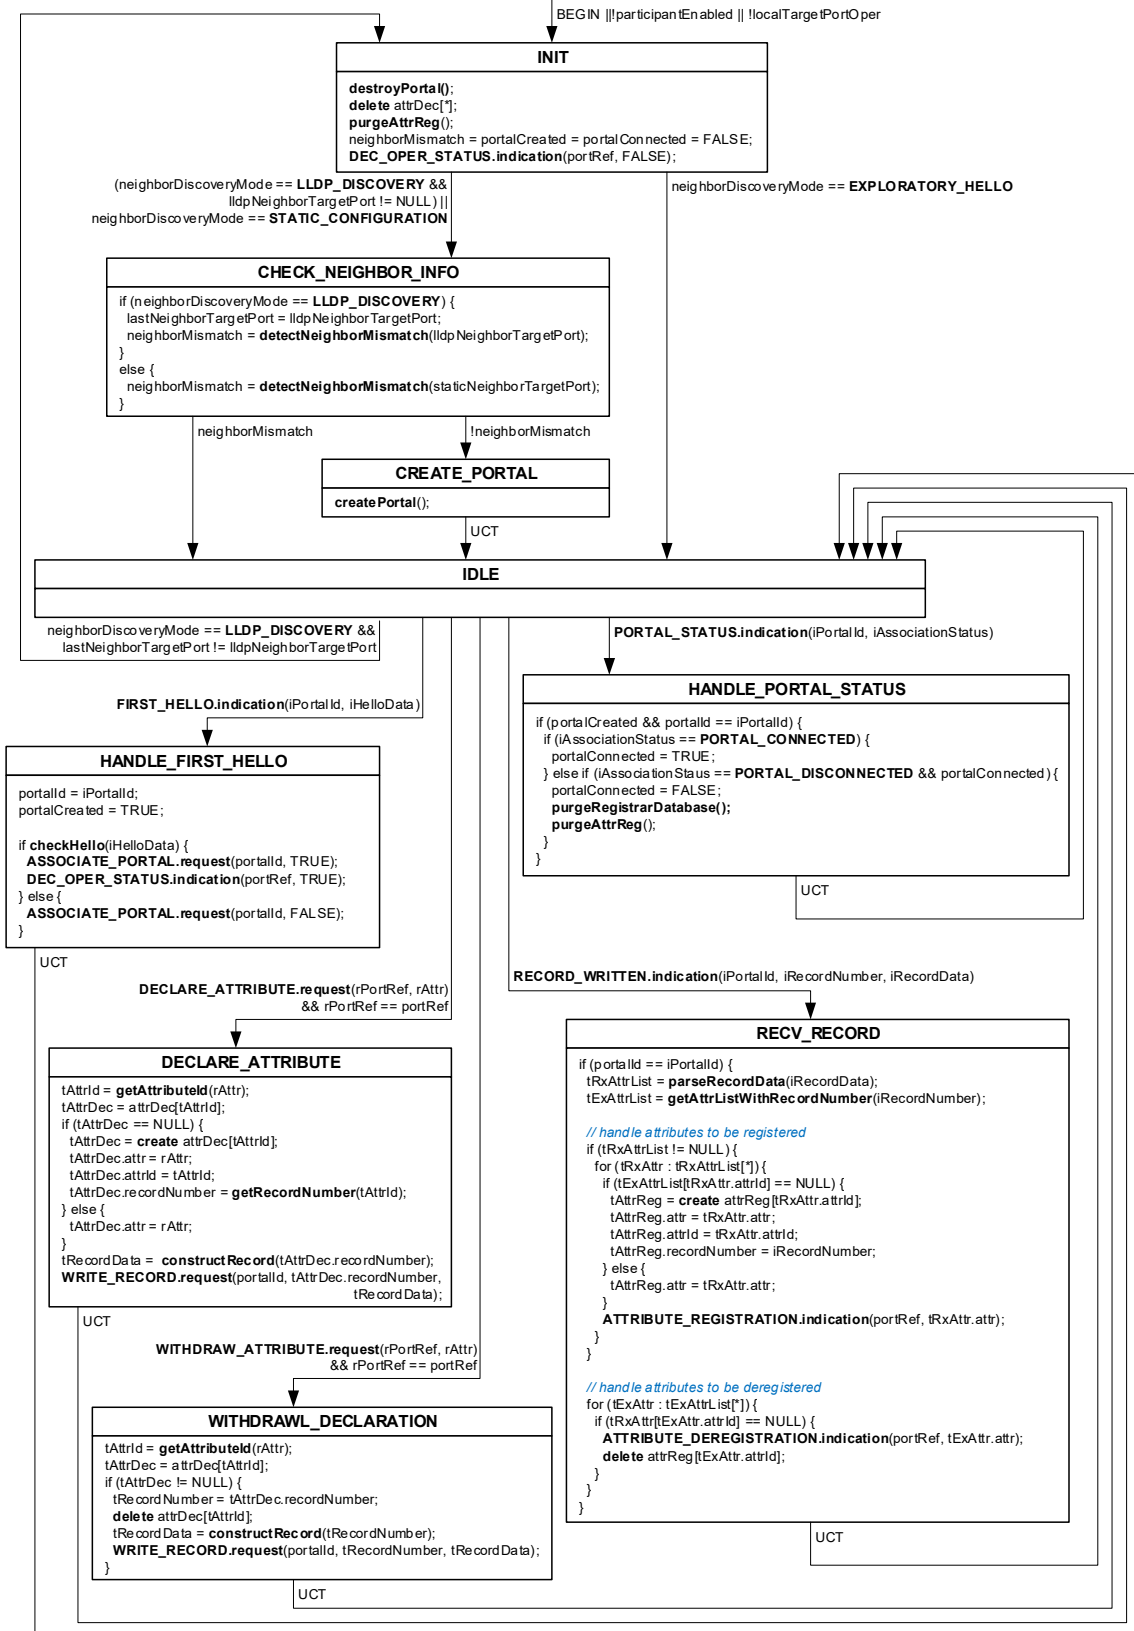 BEGIN ||!participantEnabled || !localTargetPortOper
INIT
destroyPortal();
delete attrDec[*];
purgeAttrReg();
neighborMismatch = portalCreated = portalConnected = FALSE;
DEC_OPER_STATUS.indication(portRef, FALSE);
(neighborDiscoveryMode == LLDP_DISCOVERY &&
lldpNeighborTargetPort != NULL) ||
neighborDiscoveryMode == STATIC_CONFIGURATION
neighborDiscoveryMode == EXPLORATORY_HELLO
CHECK_NEIGHBOR_INFO
if (neighborDiscoveryMode == LLDP_DISCOVERY) {
lastNeighborTargetPort = lldpNeighborTargetPort;
neighborMismatch = detectNeighborMismatch(lldpNeighborTargetPort);
}
else {
neighborMismatch = detectNeighborMismatch(staticNeighborTargetPort);
}
neighborMismatch
!neighborMismatch
CREATE_PORTAL
createPortal();
UCT
IDLE
neighborDiscoveryMode == LLDP_DISCOVERY &&
lastNeighborTargetPort != lldpNeighborTargetPort
PORTAL_STATUS.indication(iPortalId, iAssociationStatus)
HANDLE_PORTAL_STATUS
if (portalCreated && portalId == iPortalId) {
if (iAssociationStatus == PORTAL_CONNECTED) {
portalConnected = TRUE;
} else if (iAssociationStaus == PORTAL_DISCONNECTED && portalConnected) {
portalConnected = FALSE;
purgeRegistrarDatabase();
purgeAttrReg();
}
}
UCT
FIRST_HELLO.indication(iPortalId, iHelloData)
HANDLE_FIRST_HELLO
portalId = iPortalId;
portalCreated = TRUE;
if checkHello(iHelloData) {
ASSOCIATE_PORTAL.request(portalId, TRUE);
DEC_OPER_STATUS.indication(portRef, TRUE);
} else {
ASSOCIATE_PORTAL.request(portalId, FALSE);
}
UCT
DECLARE_ATTRIBUTE.request(rPortRef, rAttr)
&& rPortRef == portRef
DECLARE_ATTRIBUTE
tAttrId = getAttributeId(rAttr);
tAttrDec = attrDec[tAttrId];
if (tAttrDec == NULL) {
tAttrDec = create attrDec[tAttrId];
tAttrDec.attr = rAttr;
tAttrDec.attrId = tAttrId;
tAttrDec.recordNumber = getRecordNumber(tAttrId);
} else {
tAttrDec.attr = rAttr;
}
tRecordData = constructRecord(tAttrDec.recordNumber);
WRITE_RECORD.request(portalId, tAttrDec.recordNumber,
tRecordData);
UCT
WITHDRAW_ATTRIBUTE.request(rPortRef, rAttr)
&& rPortRef == portRef
WITHDRAWL_DECLARATION
tAttrId = getAttributeId(rAttr);
tAttrDec = attrDec[tAttrId];
if (tAttrDec != NULL) {
tRecordNumber = tAttrDec.recordNumber;
delete attrDec[tAttrId];
tRecordData = constructRecord(tRecordNumber);
WRITE_RECORD.request(portalId, tRecordNumber, tRecordData);
}
UCT
RECORD_WRITTEN.indication(iPortalId, iRecordNumber, iRecordData)
RECV_RECORD
if (portalId == iPortalId) {
tRxAttrList = parseRecordData(iRecordData);
tExAttrList = getAttrListWithRecordNumber(iRecordNumber);
// handle attributes to be registered
if (tRxAttrList != NULL) {
for (tRxAttr : tRxAttrList[*]) {
if (tExAttrList[tRxAttr.attrId] == NULL) {
tAttrReg = create attrReg[tRxAttr.attrId];
tAttrReg.attr = tRxAttr.attr;
tAttrReg.attrId = tRxAttr.attrId;
tAttrReg.recordNumber = iRecordNumber;
} else {
tAttrReg.attr = tRxAttr.attr;
}
ATTRIBUTE_REGISTRATION.indication(portRef, tRxAttr.attr);
}
}
// handle attributes to be deregistered
for (tExAttr : tExAttrList[*]) {
if (tRxAttr[tExAttr.attrId] == NULL) {
ATTRIBUTE_DEREGISTRATION.indication(portRef, tExAttr.attr);
delete attrReg[tExAttr.attrId];
}
}
}
UCT